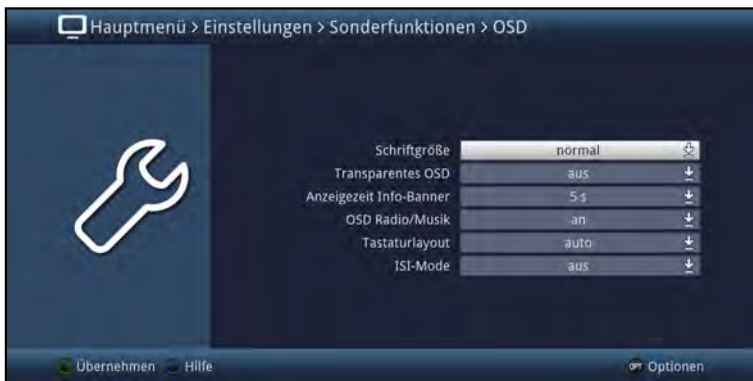 Hauptmenü > Einstellungen > Sonderfunktionen > OSD
Schriftgröße normal
Transparentes OSD aus
Anzeigezeit Info-Banner 5 s
OSD Radio/Musik an
Tastaturlayout auto
ISI-Mode aus
Übernehmen Hilfe OPT Optionen